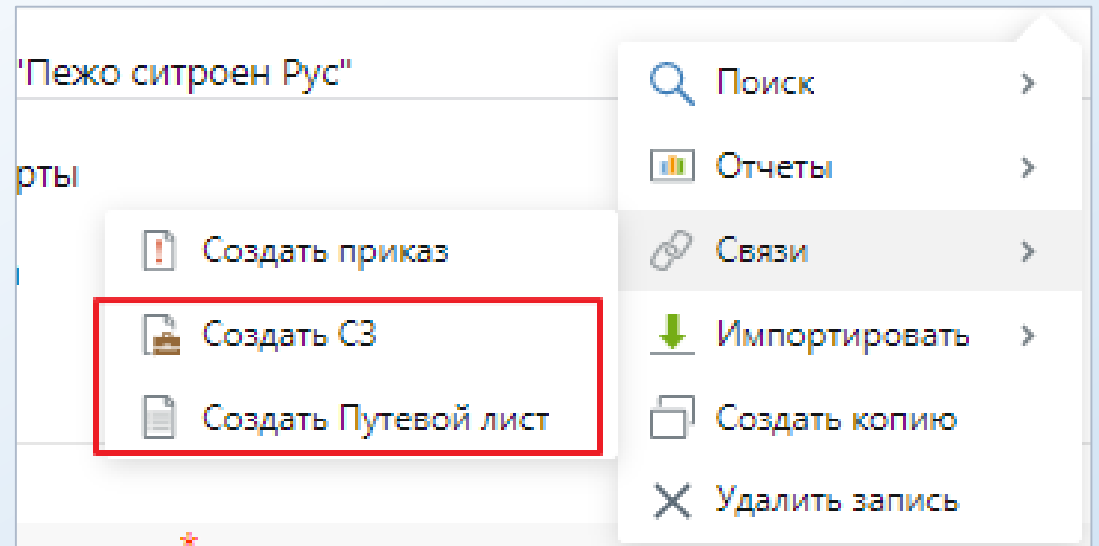 "Пежо ситроен Рус"
рты
Поиск
Отчеты
Связи
Импортировать
Создать копию
Удалить запись
Создать приказ
Создать СЗ
Создать Путевой лист
*